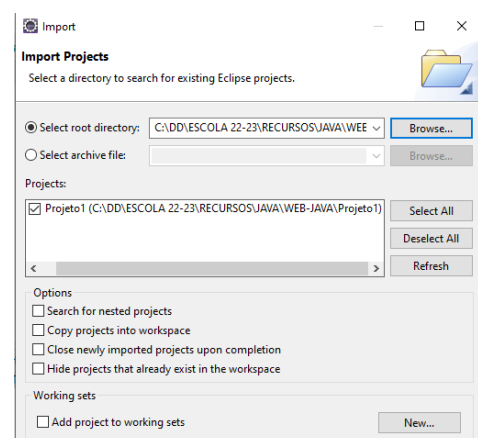 Import
Import Projects
Select a directory to search for existing Eclipse projects.
Select root directory: C:\DD\ESCOLA 22-23\RECURSOS\JAVA\WEE Browse...
Select archive file: Browse...
Projects:
Projeto1 (C:\DD\ESCOLA 22-23\RECURSOS\JAVA\WEB-JAVA\Projeto1) Select All
Deselect All
Refresh
Options
Search for nested projects
Copy projects into workspace
Close newly imported projects upon completion
Hide projects that already exist in the workspace
Working sets
Add project to working sets New...